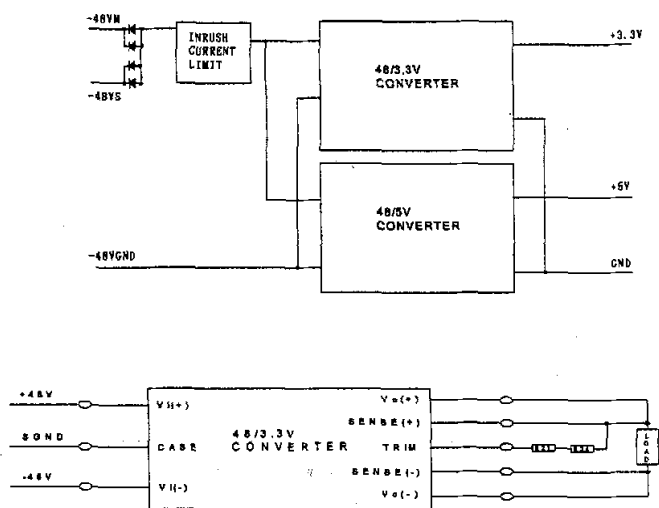 -48VM
INRUSH
CURRENT
LIMIT
-48VS
48/3.3V
CONVERTER
+3.3V
48/5V
CONVERTER
+5V
-48VGND
GND
+48V
VI(+)
48/3.3V
CONVERTER
Vo(+)
SENSE(+)
SGND
CASE
TRIM
LOAD
SENSE(-)
-48V
VI(-)
Vo(-)